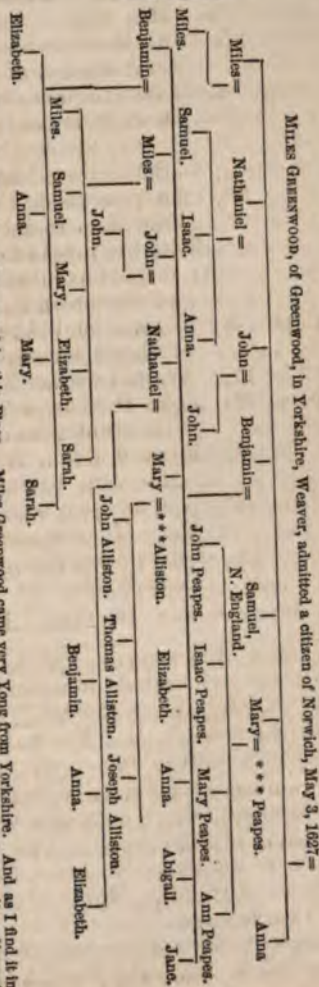 MILES GREENWOOD, of Greenwood, in Yorkshire, Weaver, admitted a citizen of Norwich, May 3, 1627=
Miles= Nathaniel= John= Benjamin= Samuel, N. England. Mary= *** Peapes. Anna
Miles. Samuel. Isaac. Anna. John. John Peapes. Isaac Peapes. Mary Peapes. Ann Peapes.
Benjamin= Miles= John= Nathaniel= Mary=***Alliston. Elizabeth. Anna. Abigail. Jane.
John. John Alliston. Thomas Alliston. Joseph Alliston.
Miles. Samuel. Mary. Elizabeth. Sarah. Benjamin. Anna. Elizabeth.
Elizabeth. Anna. Mary. Sarah.
Miles Greenwood came very Yong from Yorkshire. And as I find it in